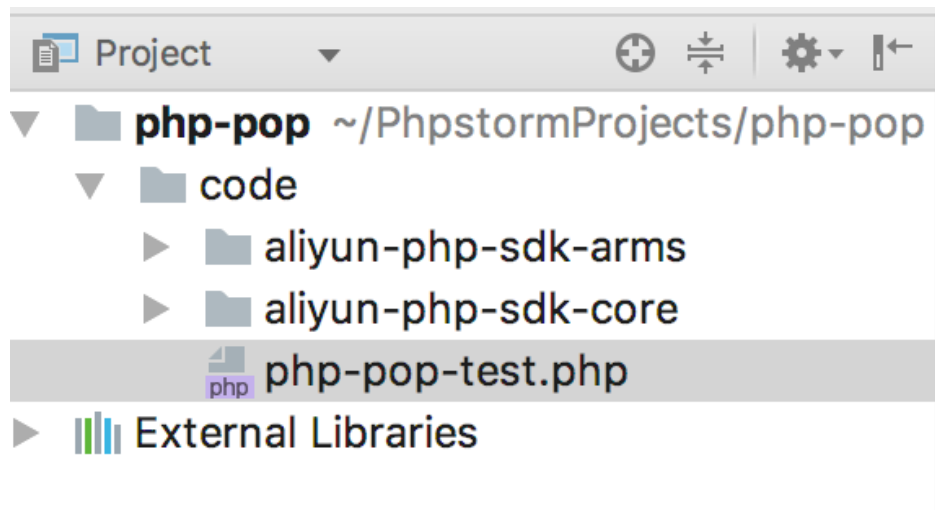 Project
php-pop ~/PhpstormProjects/php-pop
code
aliyun-php-sdk-arms
aliyun-php-sdk-core
php php-pop-test.php
External Libraries